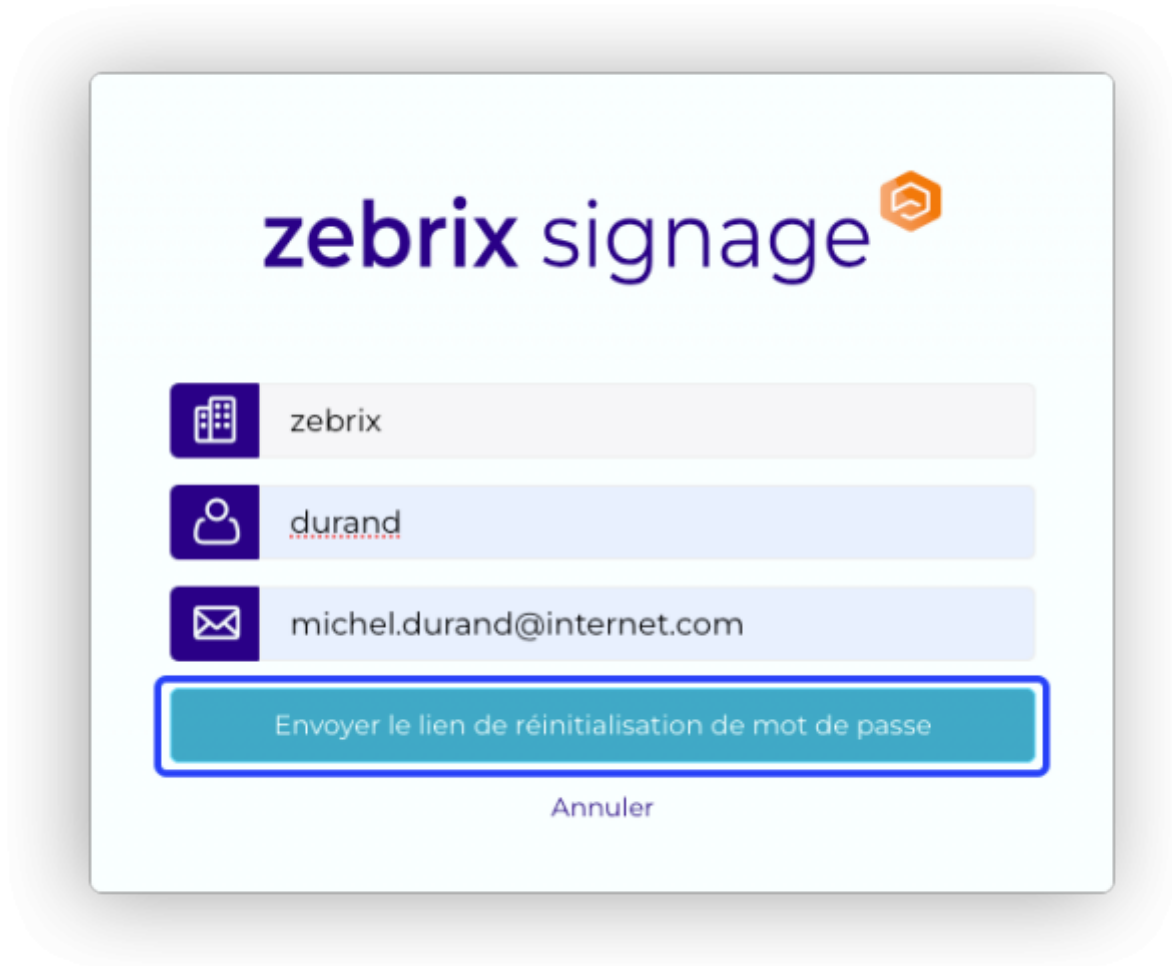 zebrix signage
zebrix
durand
michel.durand@internet.com
Envoyer le lien de réinitialisation de mot de passe
Annuler